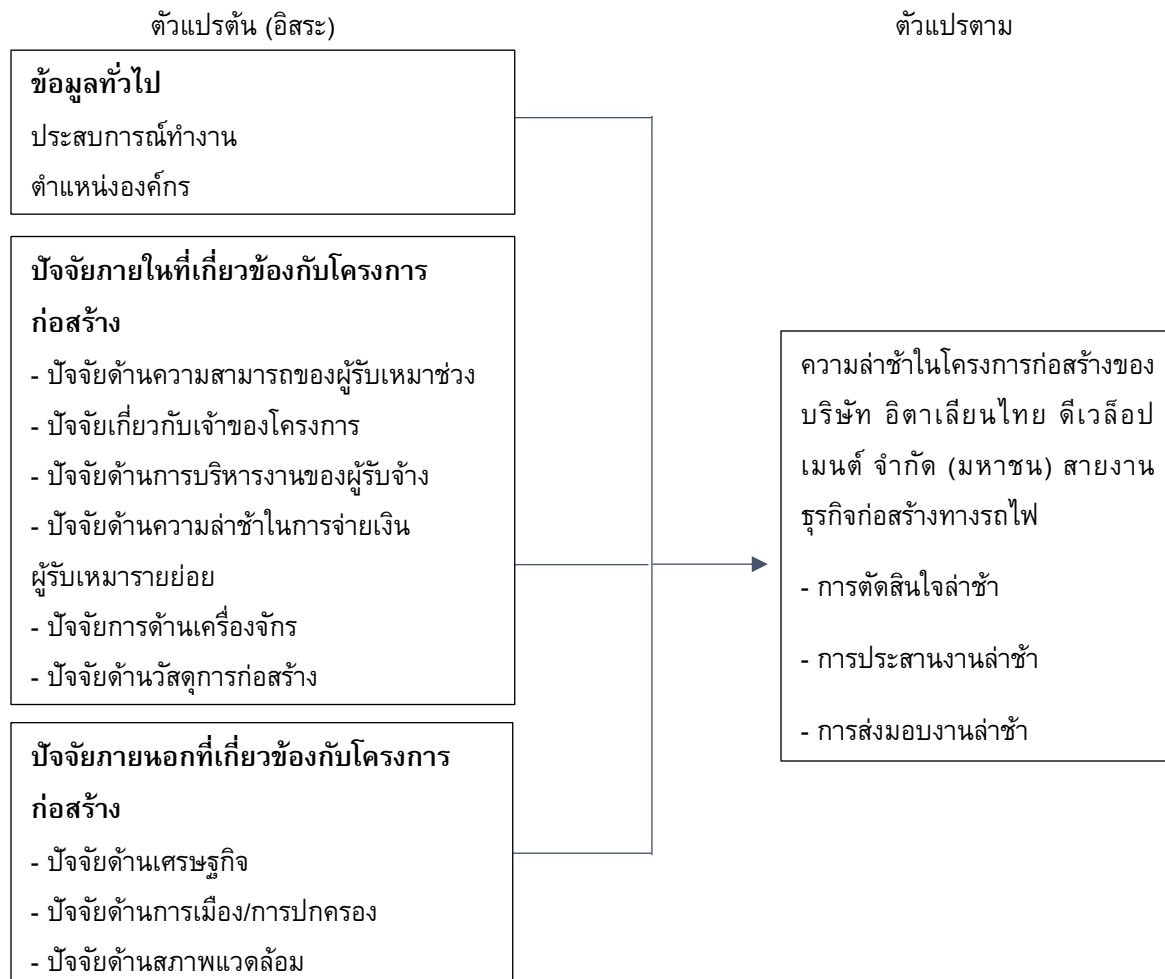 ตัวแปรต้น (อิสระ)
ข้อมูลทั่วไป
ประสบการณ์ทำงาน
ตำแหน่งองค์กร
ปัจจัยภายในที่เกี่ยวข้องกับโครงการ
ก่อสร้าง
- ปัจจัยด้านความสามารถของผู้รับเหมาช่วง
- ปัจจัยเกี่ยวกับเจ้าของโครงการ
- ปัจจัยด้านการบริหารงานของผู้รับจ้าง
- ปัจจัยด้านความล่าช้าในการจ่ายเงิน
ผู้รับเหมารายย่อย
- ปัจจัยการด้านเครื่องจักร
- ปัจจัยด้านวัสดุการก่อสร้าง
ปัจจัยภายนอกที่เกี่ยวข้องกับโครงการ
ก่อสร้าง
- ปัจจัยด้านเศรษฐกิจ
- ปัจจัยด้านการเมือง/การปกครอง
- ปัจจัยด้านสภาพแวดล้อม
ตัวแปรตาม
ความล่าช้าในโครงการก่อสร้างของ
บริษัท อิตาเลียนไทย ดีเวล็อป
เมนต์ จำกัด (มหาชน) สายงาน
ธุรกิจก่อสร้างทางรถไฟ
- การตัดสินใจล่าช้า
- การประสานงานล่าช้า
- การส่งมอบงานล่าช้า